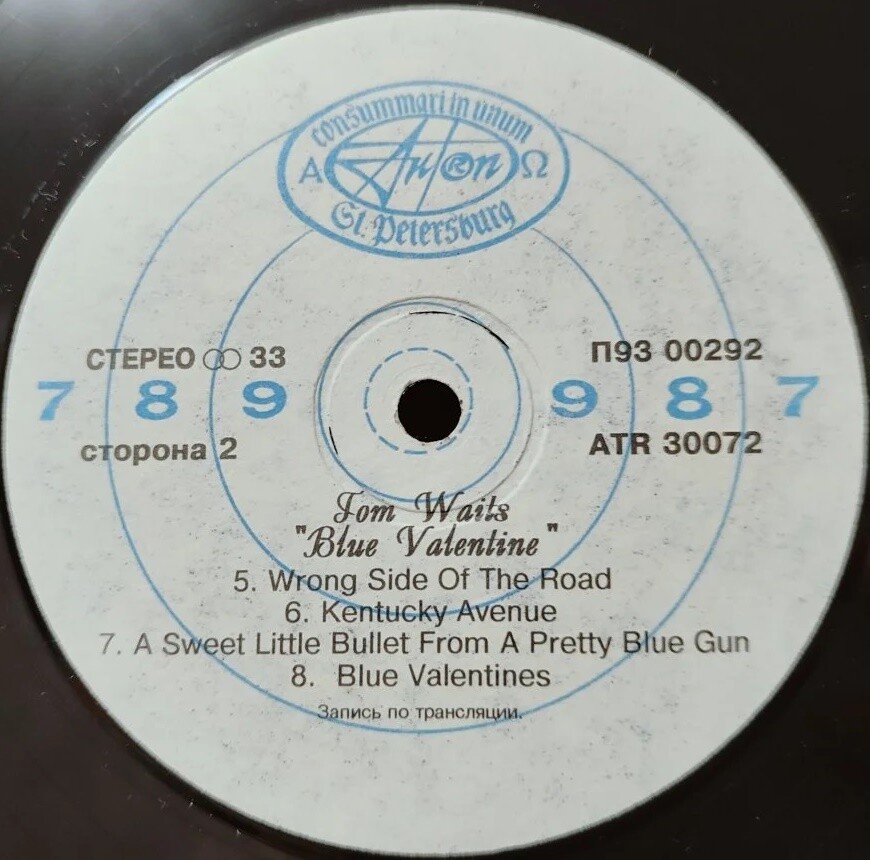 consummari in unum
A Anton Ω
St. Petersburg
СТЕРЕО 33
П93 00292
7 8 9
9 8 7
сторона 2
ATR 30072
Tom Waits
"Blue Valentine"
5. Wrong Side Of The Road
6. Kentucky Avenue
7. A Sweet Little Bullet From A Pretty Blue Gun
8. Blue Valentines
Запись по трансляции.